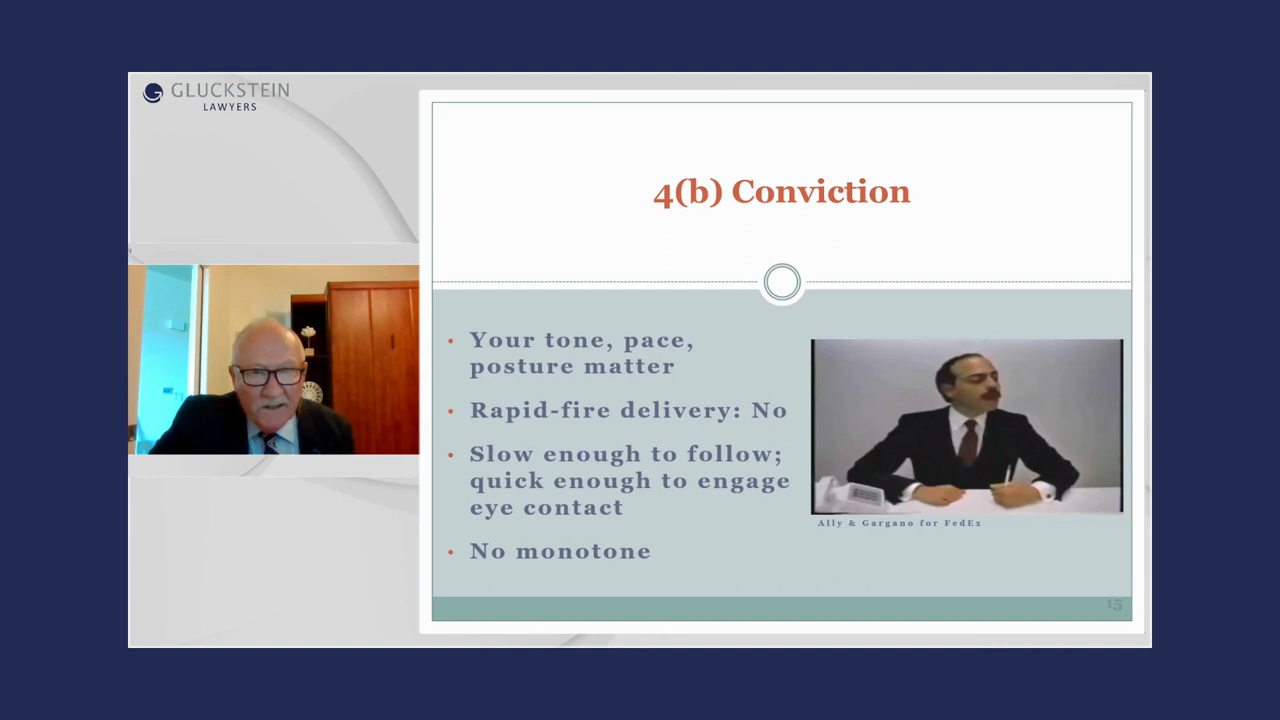 GLUCKSTEIN
LAWYERS
N
4(b) Conviction
• Your tone, pace,
posture matter
• Rapid-fire delivery: No
• Slow enough to follow;
quick enough to engage
eye contact
• No monotone
Ally & Gargano for FedEx
15